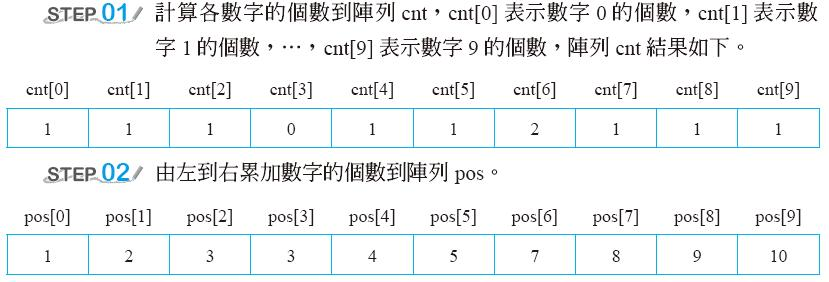 STEP 01 計算各數字的個數到陣列 cnt，cnt[0] 表示數字 0 的個數，cnt[1] 表示數
字 1 的個數，…，cnt[9] 表示數字 9 的個數，陣列 cnt 結果如下。
cnt[0] cnt[1] cnt[2] cnt[3] cnt[4] cnt[5] cnt[6] cnt[7] cnt[8] cnt[9]
1 1 1 0 1 1 2 1 1 1
STEP 02 由左到右累加數字的個數到陣列 pos。
pos[0] pos[1] pos[2] pos[3] pos[4] pos[5] pos[6] pos[7] pos[8] pos[9]
1 2 3 3 4 5 7 8 9 10